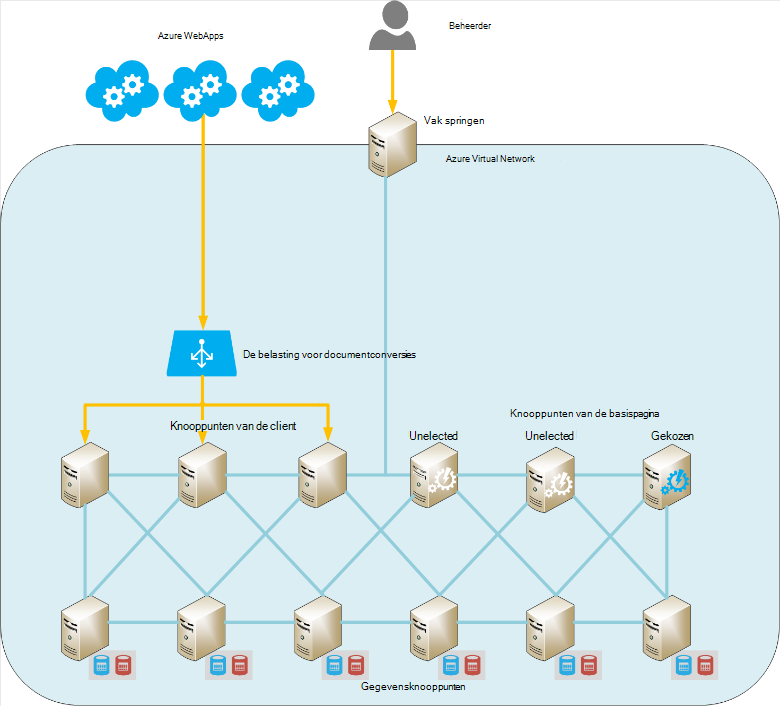 Azure WebApps
Beheerder
Vak springen
Azure Virtual Network
De belasting voor documentconversies
Knooppunten van de basispagina
Knooppunten van de client
Unelected
Unelected
Gekozen
Gegevensknooppunten